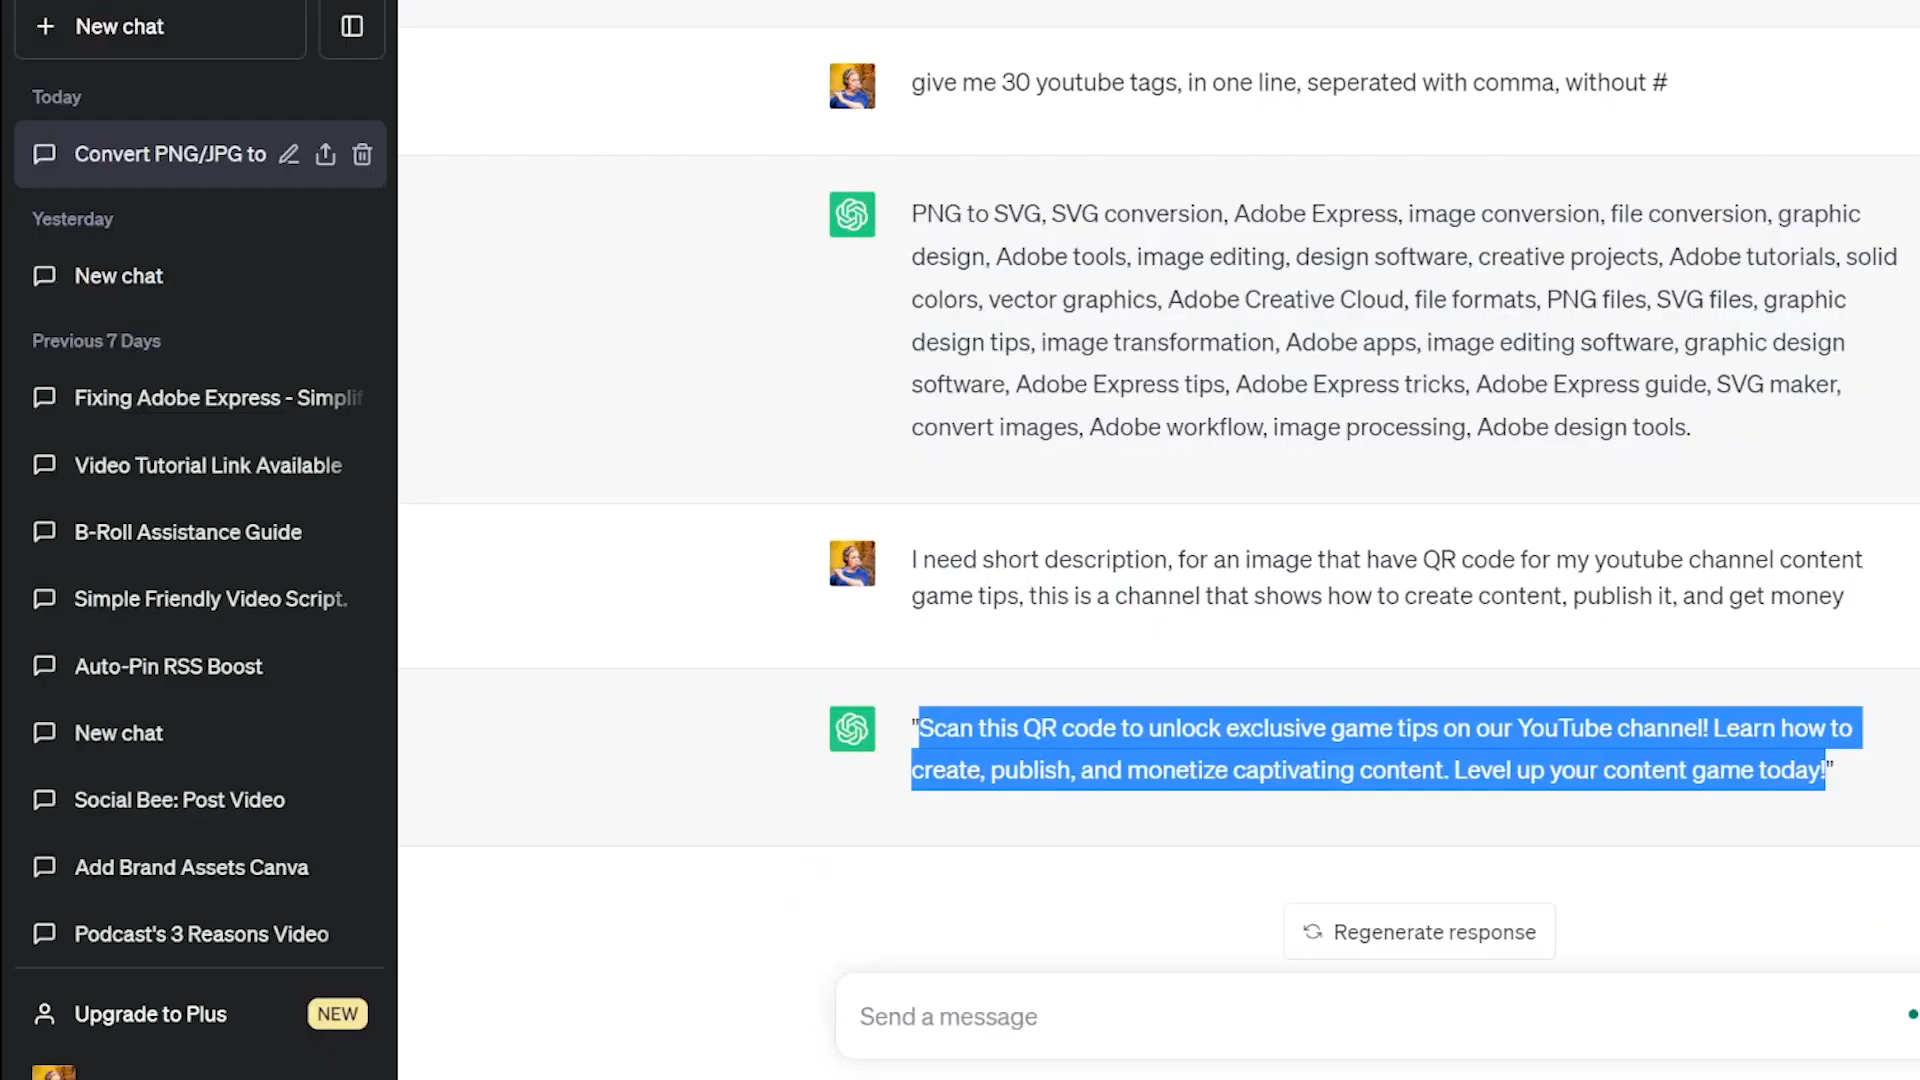 New chat
Today
Convert PNG/JPG to
Yesterday
New chat
Previous 7 Days
Fixing Adobe Express - Simplif
Video Tutorial Link Available
B-Roll Assistance Guide
Simple Friendly Video Script.
Auto-Pin RSS Boost
New chat
Social Bee: Post Video
Add Brand Assets Canva
Podcast's 3 Reasons Video
Upgrade to Plus NEW
give me 30 youtube tags, in one line, seperated with comma, without #
PNG to SVG, SVG conversion, Adobe Express, image conversion, file conversion, graphic
design, Adobe tools, image editing, design software, creative projects, Adobe tutorials, solid
colors, vector graphics, Adobe Creative Cloud, file formats, PNG files, SVG files, graphic
design tips, image transformation, Adobe apps, image editing software, graphic design
software, Adobe Express tips, Adobe Express tricks, Adobe Express guide, SVG maker,
convert images, Adobe workflow, image processing, Adobe design tools.
I need short description, for an image that have QR code for my youtube channel content
game tips, this is a channel that shows how to create content, publish it, and get money
"Scan this QR code to unlock exclusive game tips on our YouTube channel! Learn how to
create, publish, and monetize captivating content. Level up your content game today!"
Regenerate response
Send a message